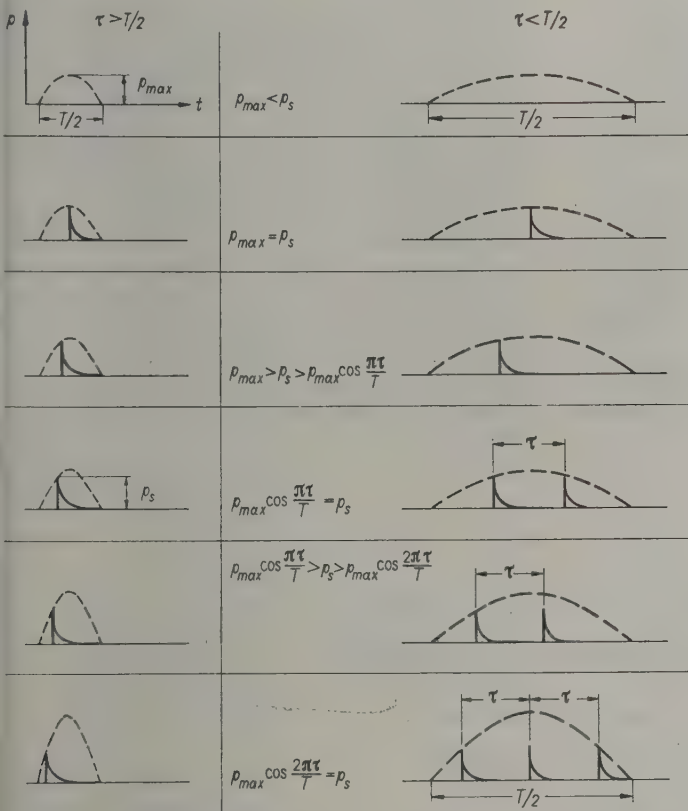 p τ > T/2 τ < T/2
p_max
t
T/2
p_max < p_s
T/2
p_max = p_s
p_max > p_s > p_max cos πτ/T
p_s
p_max cos πτ/T = p_s
τ
p_max cos πτ/T > p_s > p_max cos 2πτ/T
τ
p_max cos 2πτ/T = p_s
τ τ
T/2